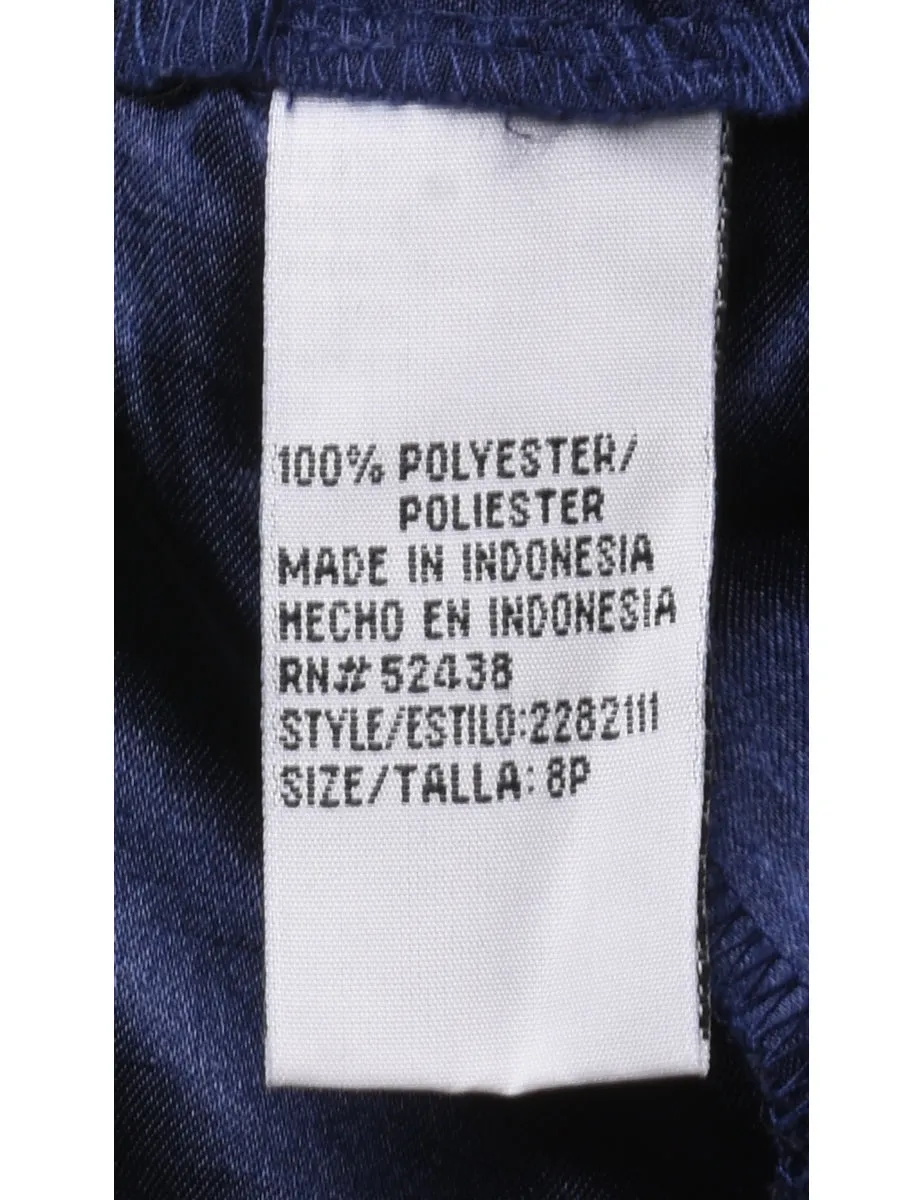 100% POLYESTER/
POLIESTER
MADE IN INDONESIA
HECHO EN INDONESIA
RN# 52438
STYLE/ESTILO:2282111
SIZE/TALLA: 8P